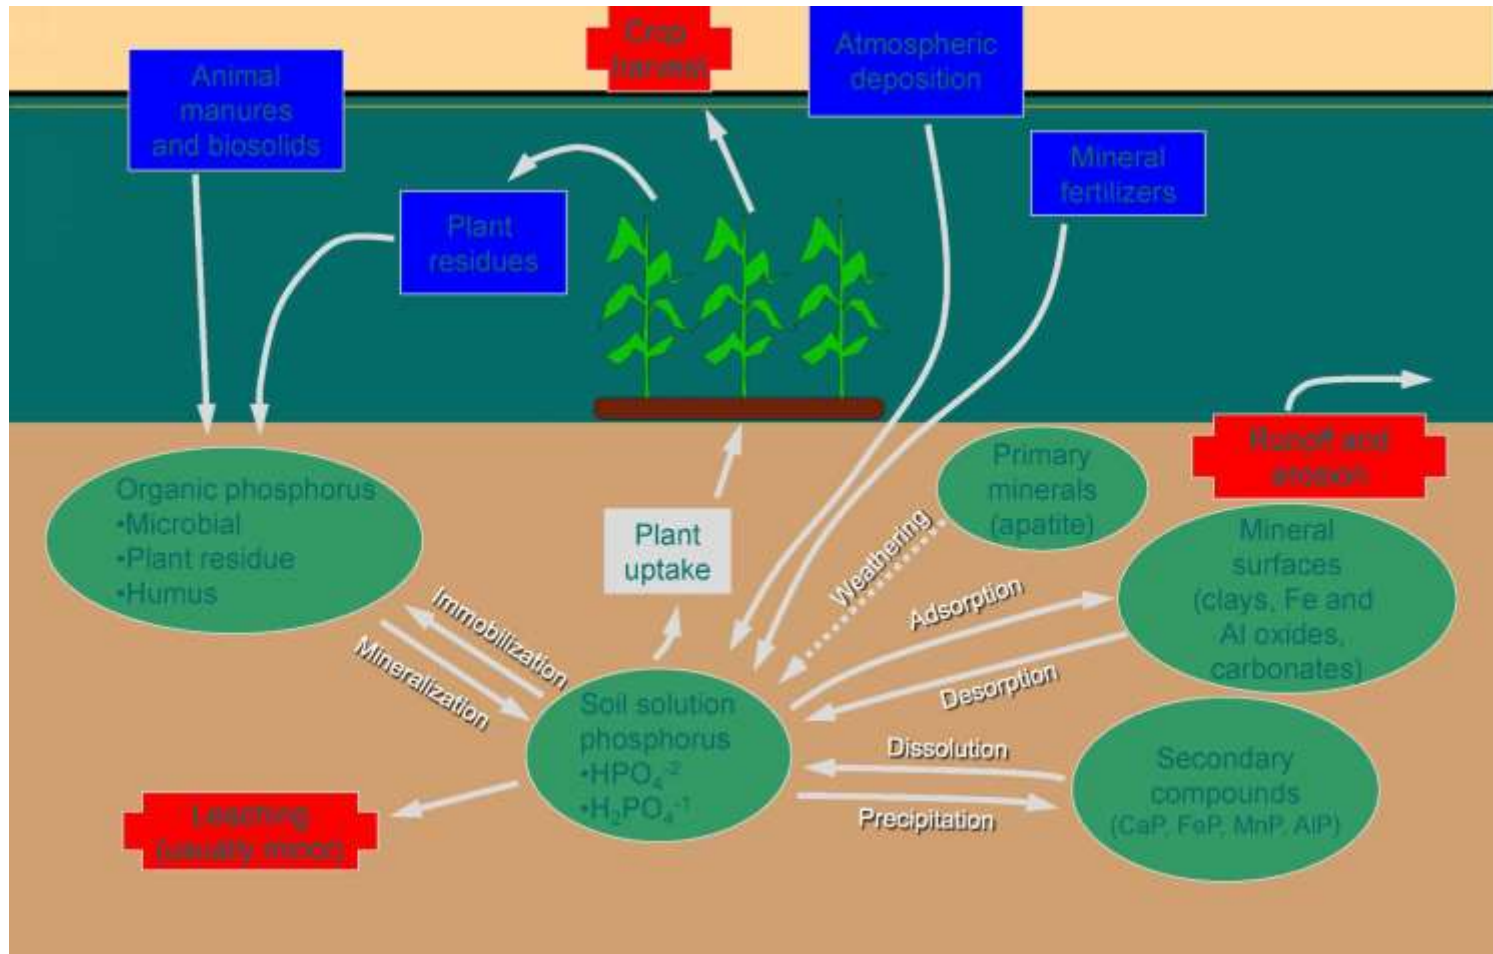 Crop
harvest
Atmospheric
deposition
Animal
manures
and biosolids
Mineral
fertilizers
Plant
residues
Runoff and
erosion
Primary
minerals
(apatite)
Organic phosphorus
•Microbial
•Plant residue
•Humus
Plant
uptake
Weathering
Mineral
surfaces
(clays, Fe and
Al oxides,
carbonates)
Adsorption
Desorption
Immobilization
Mineralization
Soil solution
phosphorus
•HPO₄⁻²
•H₂PO₄⁻¹
Dissolution
Precipitation
Secondary
compounds
(CaP, FeP, MnP, AlP)
Leaching
(usually minor)